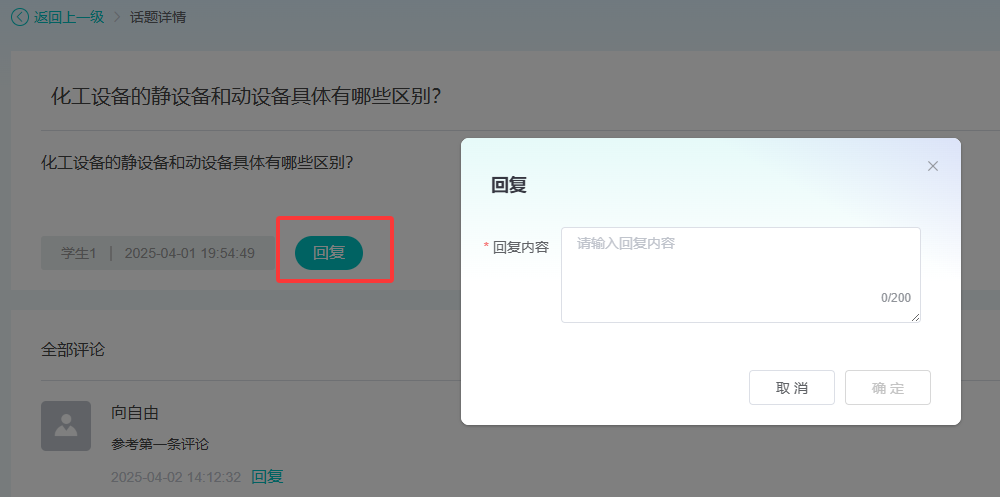 返回上一级 > 话题详情
化工设备的静设备和动设备具体有哪些区别?
化工设备的静设备和动设备具体有哪些区别?
学生1 | 2025-04-01 19:54:49 回复
全部评论
向自由
参考第一条评论
2025-04-02 14:12:32 回复
回复
* 回复内容
请输入回复内容
0/200
取 消 确 定